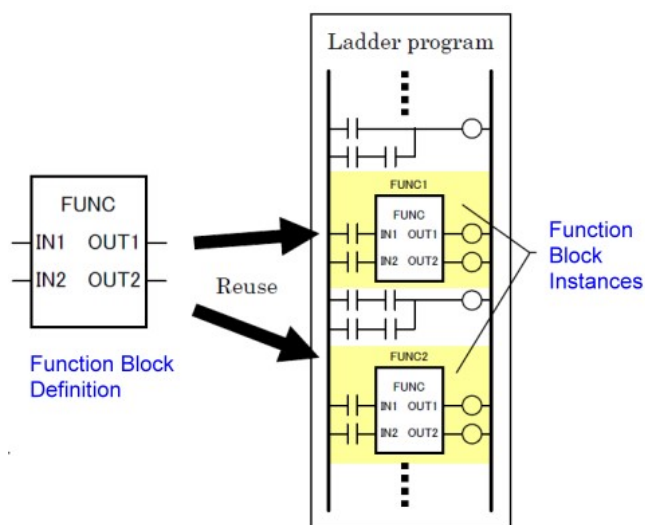 Ladder program
FUNC
IN1 OUT1
IN2 OUT2
Function Block
Definition
Reuse
FUNC1
FUNC
IN1 OUT1
IN2 OUT2
FUNC2
FUNC
IN1 OUT1
IN2 OUT2
Function
Block
Instances